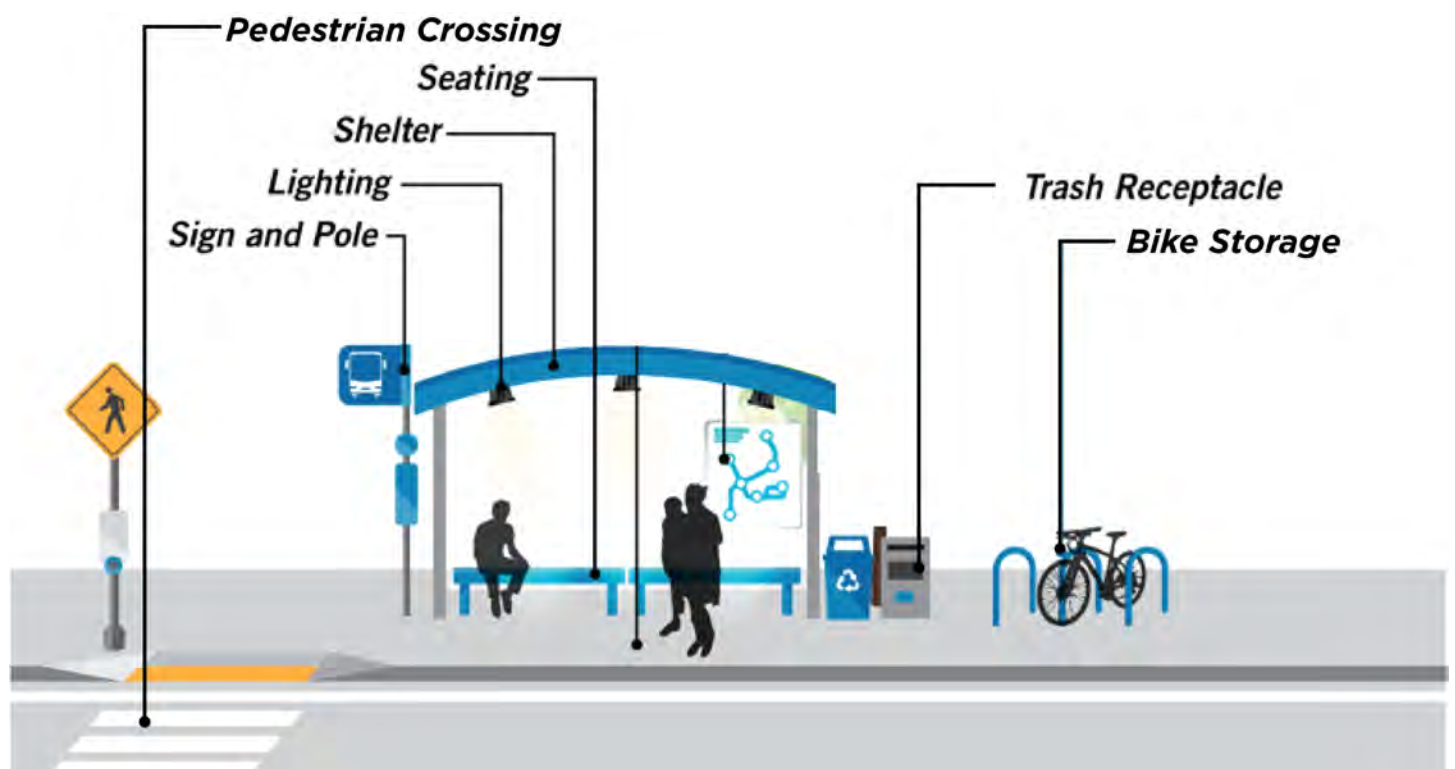 Pedestrian Crossing
Seating
Shelter
Lighting
Sign and Pole
Trash Receptacle
Bike Storage